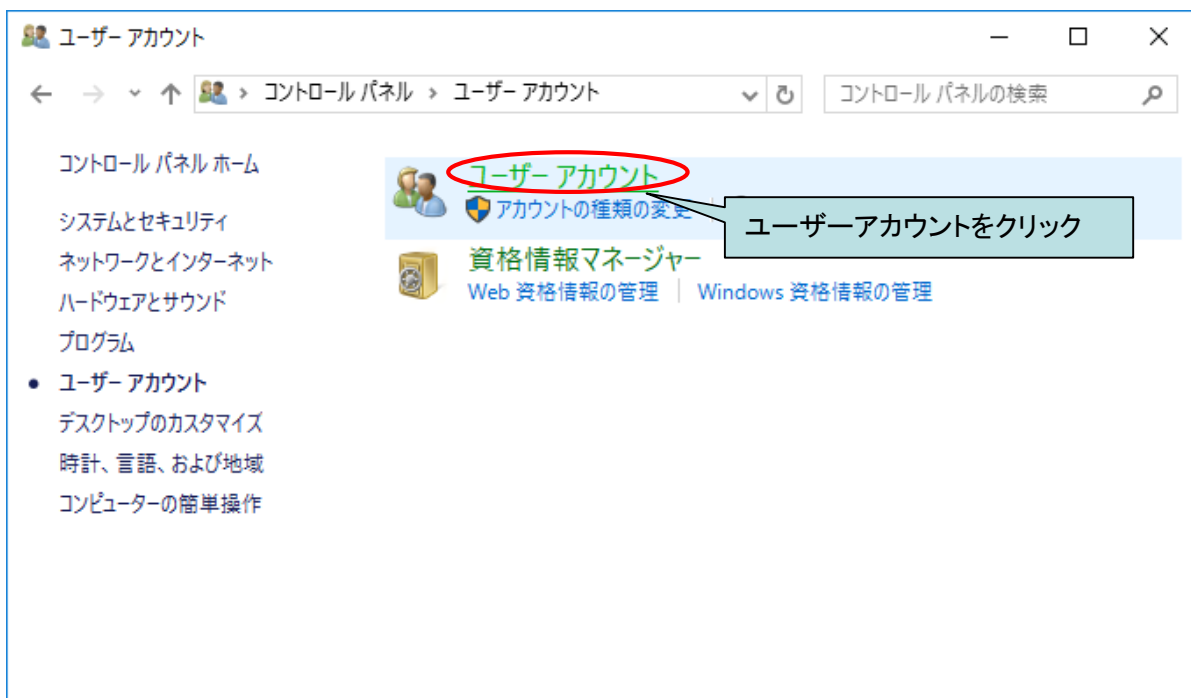 ユーザー アカウント
コントロール パネル › ユーザー アカウント
コントロール パネルの検索
コントロール パネル ホーム
システムとセキュリティ
ネットワークとインターネット
ハードウェアとサウンド
プログラム
ユーザー アカウント
デスクトップのカスタマイズ
時計、言語、および地域
コンピューターの簡単操作
ユーザー アカウント
アカウントの種類の変更
ユーザーアカウントをクリック
資格情報マネージャー
Web 資格情報の管理 | Windows 資格情報の管理